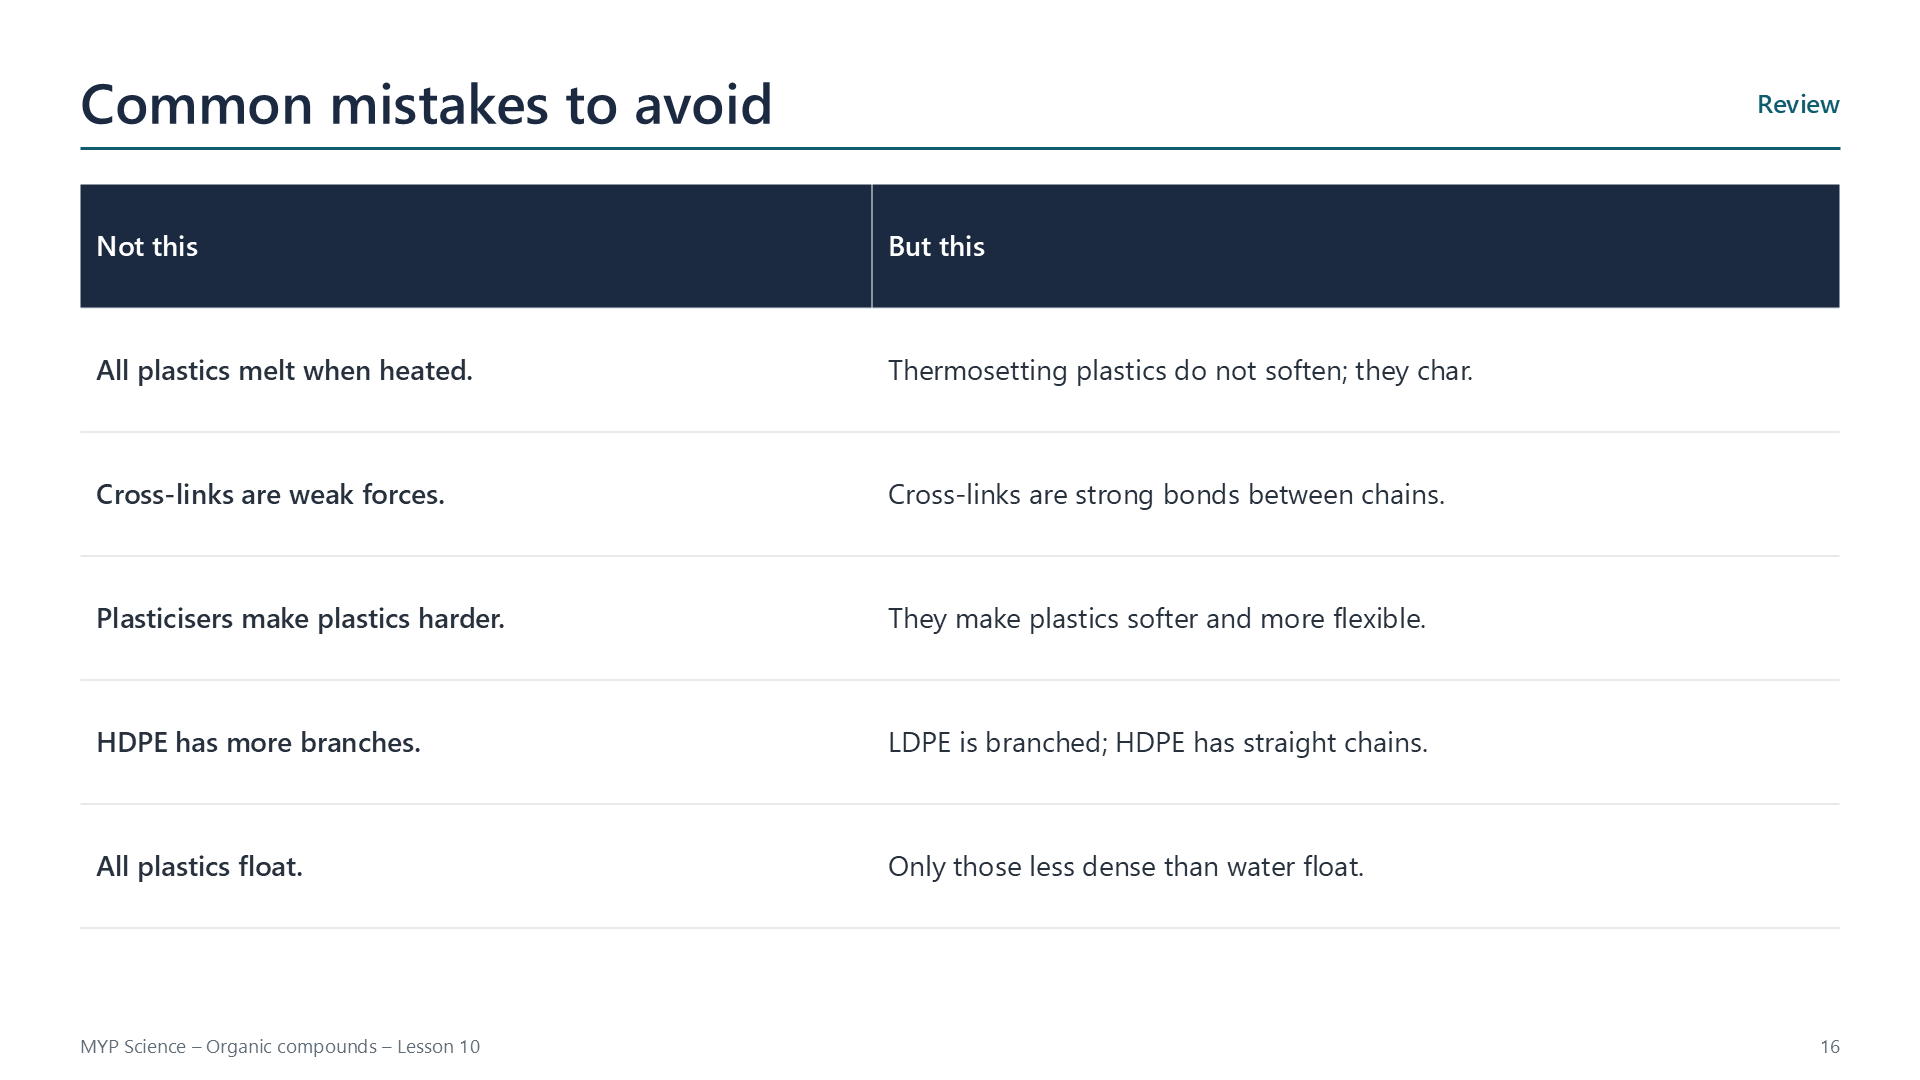 Common mistakes to avoid
Review
Not this
But this
All plastics melt when heated.
Thermosetting plastics do not soften; they char.
Cross-links are weak forces.
Cross-links are strong bonds between chains.
Plasticisers make plastics harder.
They make plastics softer and more flexible.
HDPE has more branches.
LDPE is branched; HDPE has straight chains.
All plastics float.
Only those less dense than water float.
MYP Science – Organic compounds – Lesson 10
16